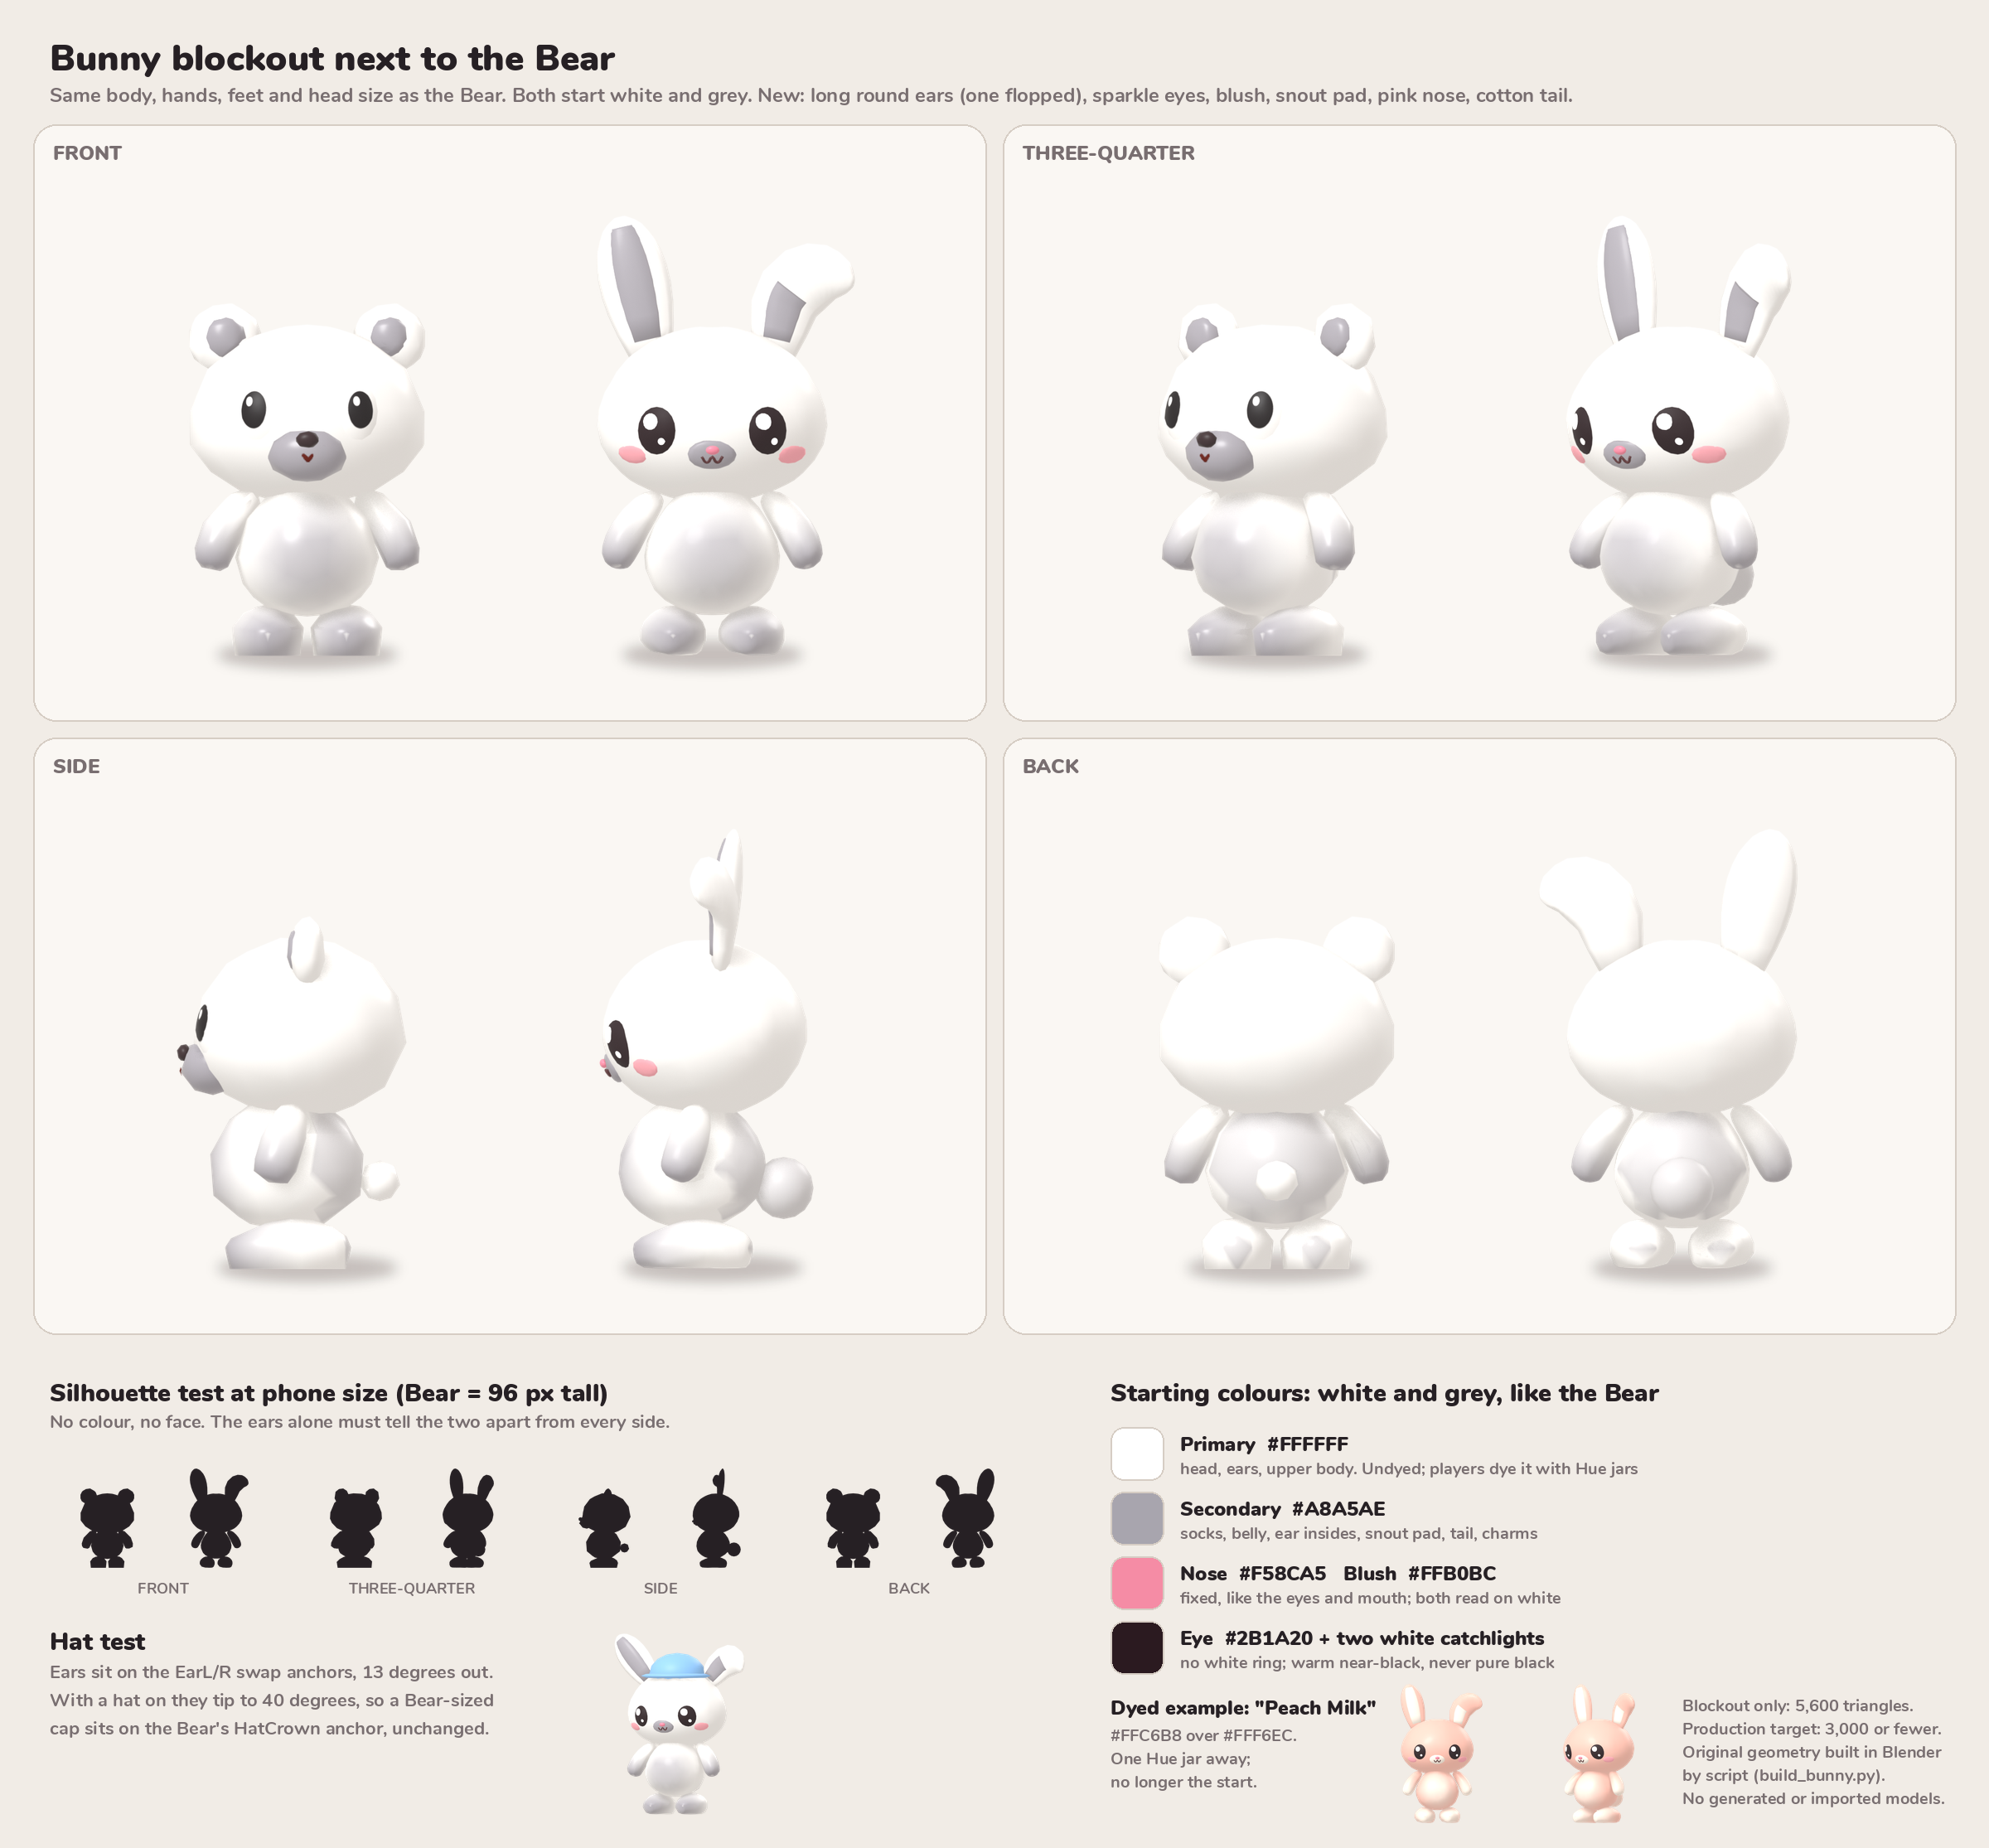 Bunny blockout next to the Bear
Same body, hands, feet and head size as the Bear. Both start white and grey. New: long round ears (one flopped), sparkle eyes, blush, snout pad, pink nose, cotton tail.
FRONT
THREE-QUARTER
SIDE
BACK
Silhouette test at phone size (Bear = 96 px tall)
No colour, no face. The ears alone must tell the two apart from every side.
FRONT
THREE-QUARTER
SIDE
BACK
Hat test
Ears sit on the EarL/R swap anchors, 13 degrees out.
With a hat on they tip to 40 degrees, so a Bear-sized
cap sits on the Bear's HatCrown anchor, unchanged.
Starting colours: white and grey, like the Bear
Primary #FFFFFF
head, ears, upper body. Undyed; players dye it with Hue jars
Secondary #A8A5AE
socks, belly, ear insides, snout pad, tail, charms
Nose #F58CA5 Blush #FFB0BC
fixed, like the eyes and mouth; both read on white
Eye #2B1A20 + two white catchlights
no white ring; warm near-black, never pure black
Dyed example: "Peach Milk"
#FFC6B8 over #FFF6EC.
One Hue jar away;
no longer the start.
Blockout only: 5,600 triangles.
Production target: 3,000 or fewer.
Original geometry built in Blender
by script (build_bunny.py).
No generated or imported models.